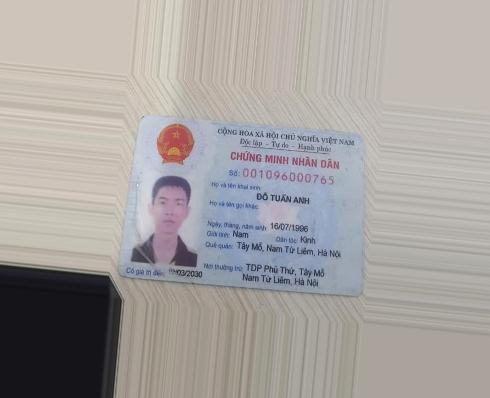 CỘNG HÒA XÃ HỘI CHỦ NGHĨA VIỆT NAM
Độc lập - Tự do - Hạnh phúc
CHỨNG MINH NHÂN DÂN
Số: 001096000765
Họ và tên khai sinh:
ĐỖ TUẤN ANH
Họ và tên gọi khác:
Ngày, tháng, năm sinh: 16/07/1996
Giới tính: Nam Dân tộc: Kinh
Quê quán: Tây Mỗ, Nam Từ Liêm, Hà Nội
Nơi thường trú: TDP Phú Thứ, Tây Mỗ
Nam Từ Liêm, Hà Nội
Có giá trị đến: /03/2030